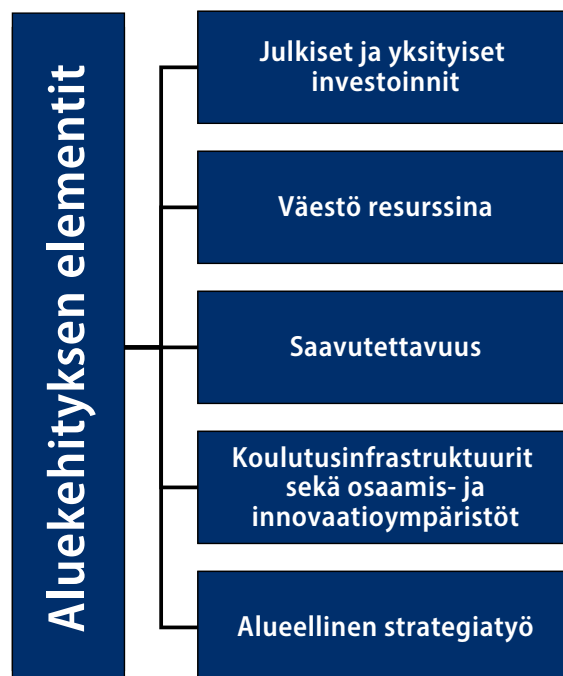 Aluekehityksen elementit
Julkiset ja yksityiset
investoinnit
Väestö resurssina
Saavutettavuus
Koulutusinfrastruktuurit
sekä osaamis- ja
innovaatioympäristöt
Alueellinen strategiatyö